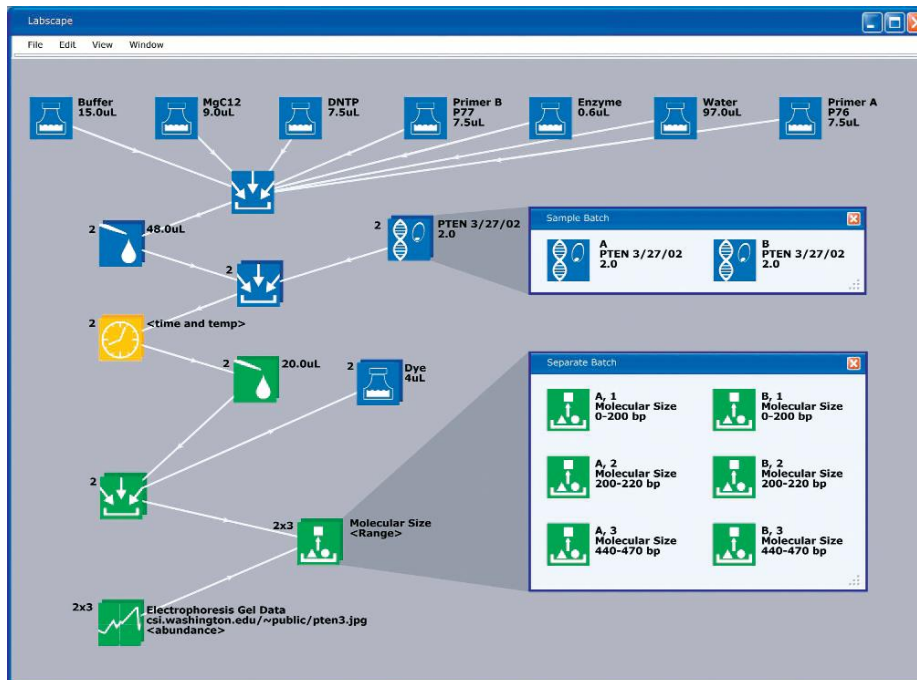 Labscape
File Edit View Window
Buffer
15.0uL
MgC12
9.0uL
DNTP
7.5uL
Primer B
P77
7.5uL
Enzyme
0.6uL
Water
97.0uL
Primer A
P76
7.5uL
2
48.0uL
2
PTEN 3/27/02
2.0
Sample Batch
A
PTEN 3/27/02
2.0
B
PTEN 3/27/02
2.0
2
2
<time and temp>
2
20.0uL
2
Dye
4uL
Separate Batch
A, 1
Molecular Size
0-200 bp
B, 1
Molecular Size
0-200 bp
A, 2
Molecular Size
200-220 bp
B, 2
Molecular Size
200-220 bp
A, 3
Molecular Size
440-470 bp
B, 3
Molecular Size
440-470 bp
2
2x3
Molecular Size
<Range>
2x3
Electrophoresis Gel Data
csi.washington.edu/~public/pten3.jpg
<abundance>